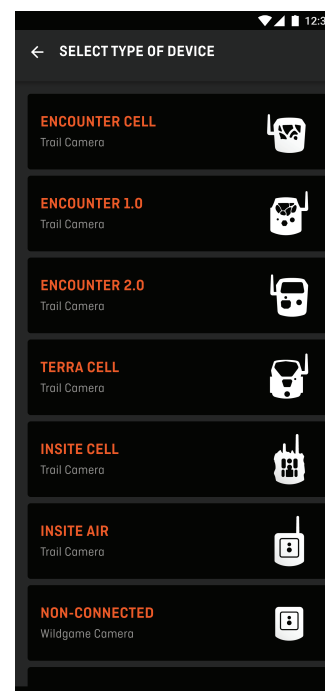 12:3
SELECT TYPE OF DEVICE
ENCOUNTER CELL
Trail Camera
ENCOUNTER 1.0
Trail Camera
ENCOUNTER 2.0
Trail Camera
TERRA CELL
Trail Camera
INSITE CELL
Trail Camera
INSITE AIR
Trail Camera
NON-CONNECTED
Wildgame Camera